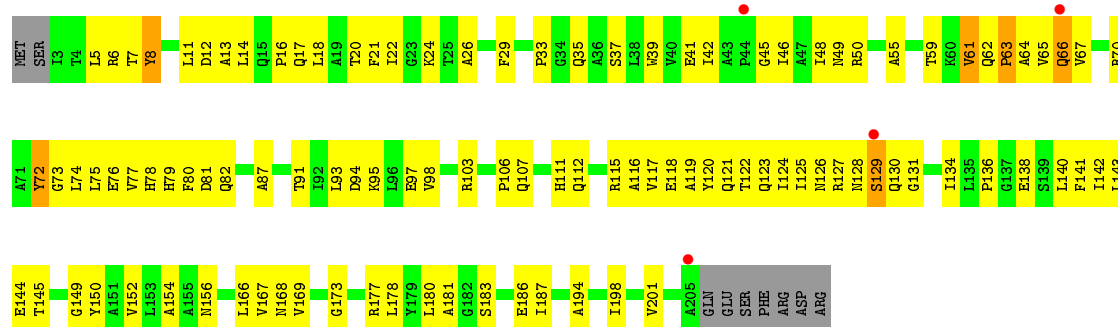 MET SER I3 T4 L5 R6 T7 Y8 L11 D12 A13 L14 Q15 P16 Q17 L18 A19 T20 F21 I22 G23 K24 T25 A26 F29 P33 G34 Q35 A36 S37 L38 W39 V40 E41 I42 A43 P44 G45 I46 A47 I48 N49 R50 A55 T59 K60 V61 Q62 P63 A64 V65 Q66 V67
A71 Y72 G73 L74 L75 E76 V77 H78 H79 F80 D81 Q82 A87 T91 I92 L93 D94 K95 L96 E97 V98 R103 P106 Q107 H111 Q112 R115 A116 V117 E118 A119 Y120 Q121 T122 Q123 I124 I125 N126 R127 N128 S129 Q130 G131 I134 L135 P136 G137 E138 S139 L140 F141 I142
E144 T145 G149 Y150 A151 V152 L153 A154 A155 N156 L166 V167 N168 V169 G173 R177 L178 Y179 L180 A181 G182 S183 E186 I187 A194 I198 V201 A205 GLN GLU SER PHE ARG ASP ARG